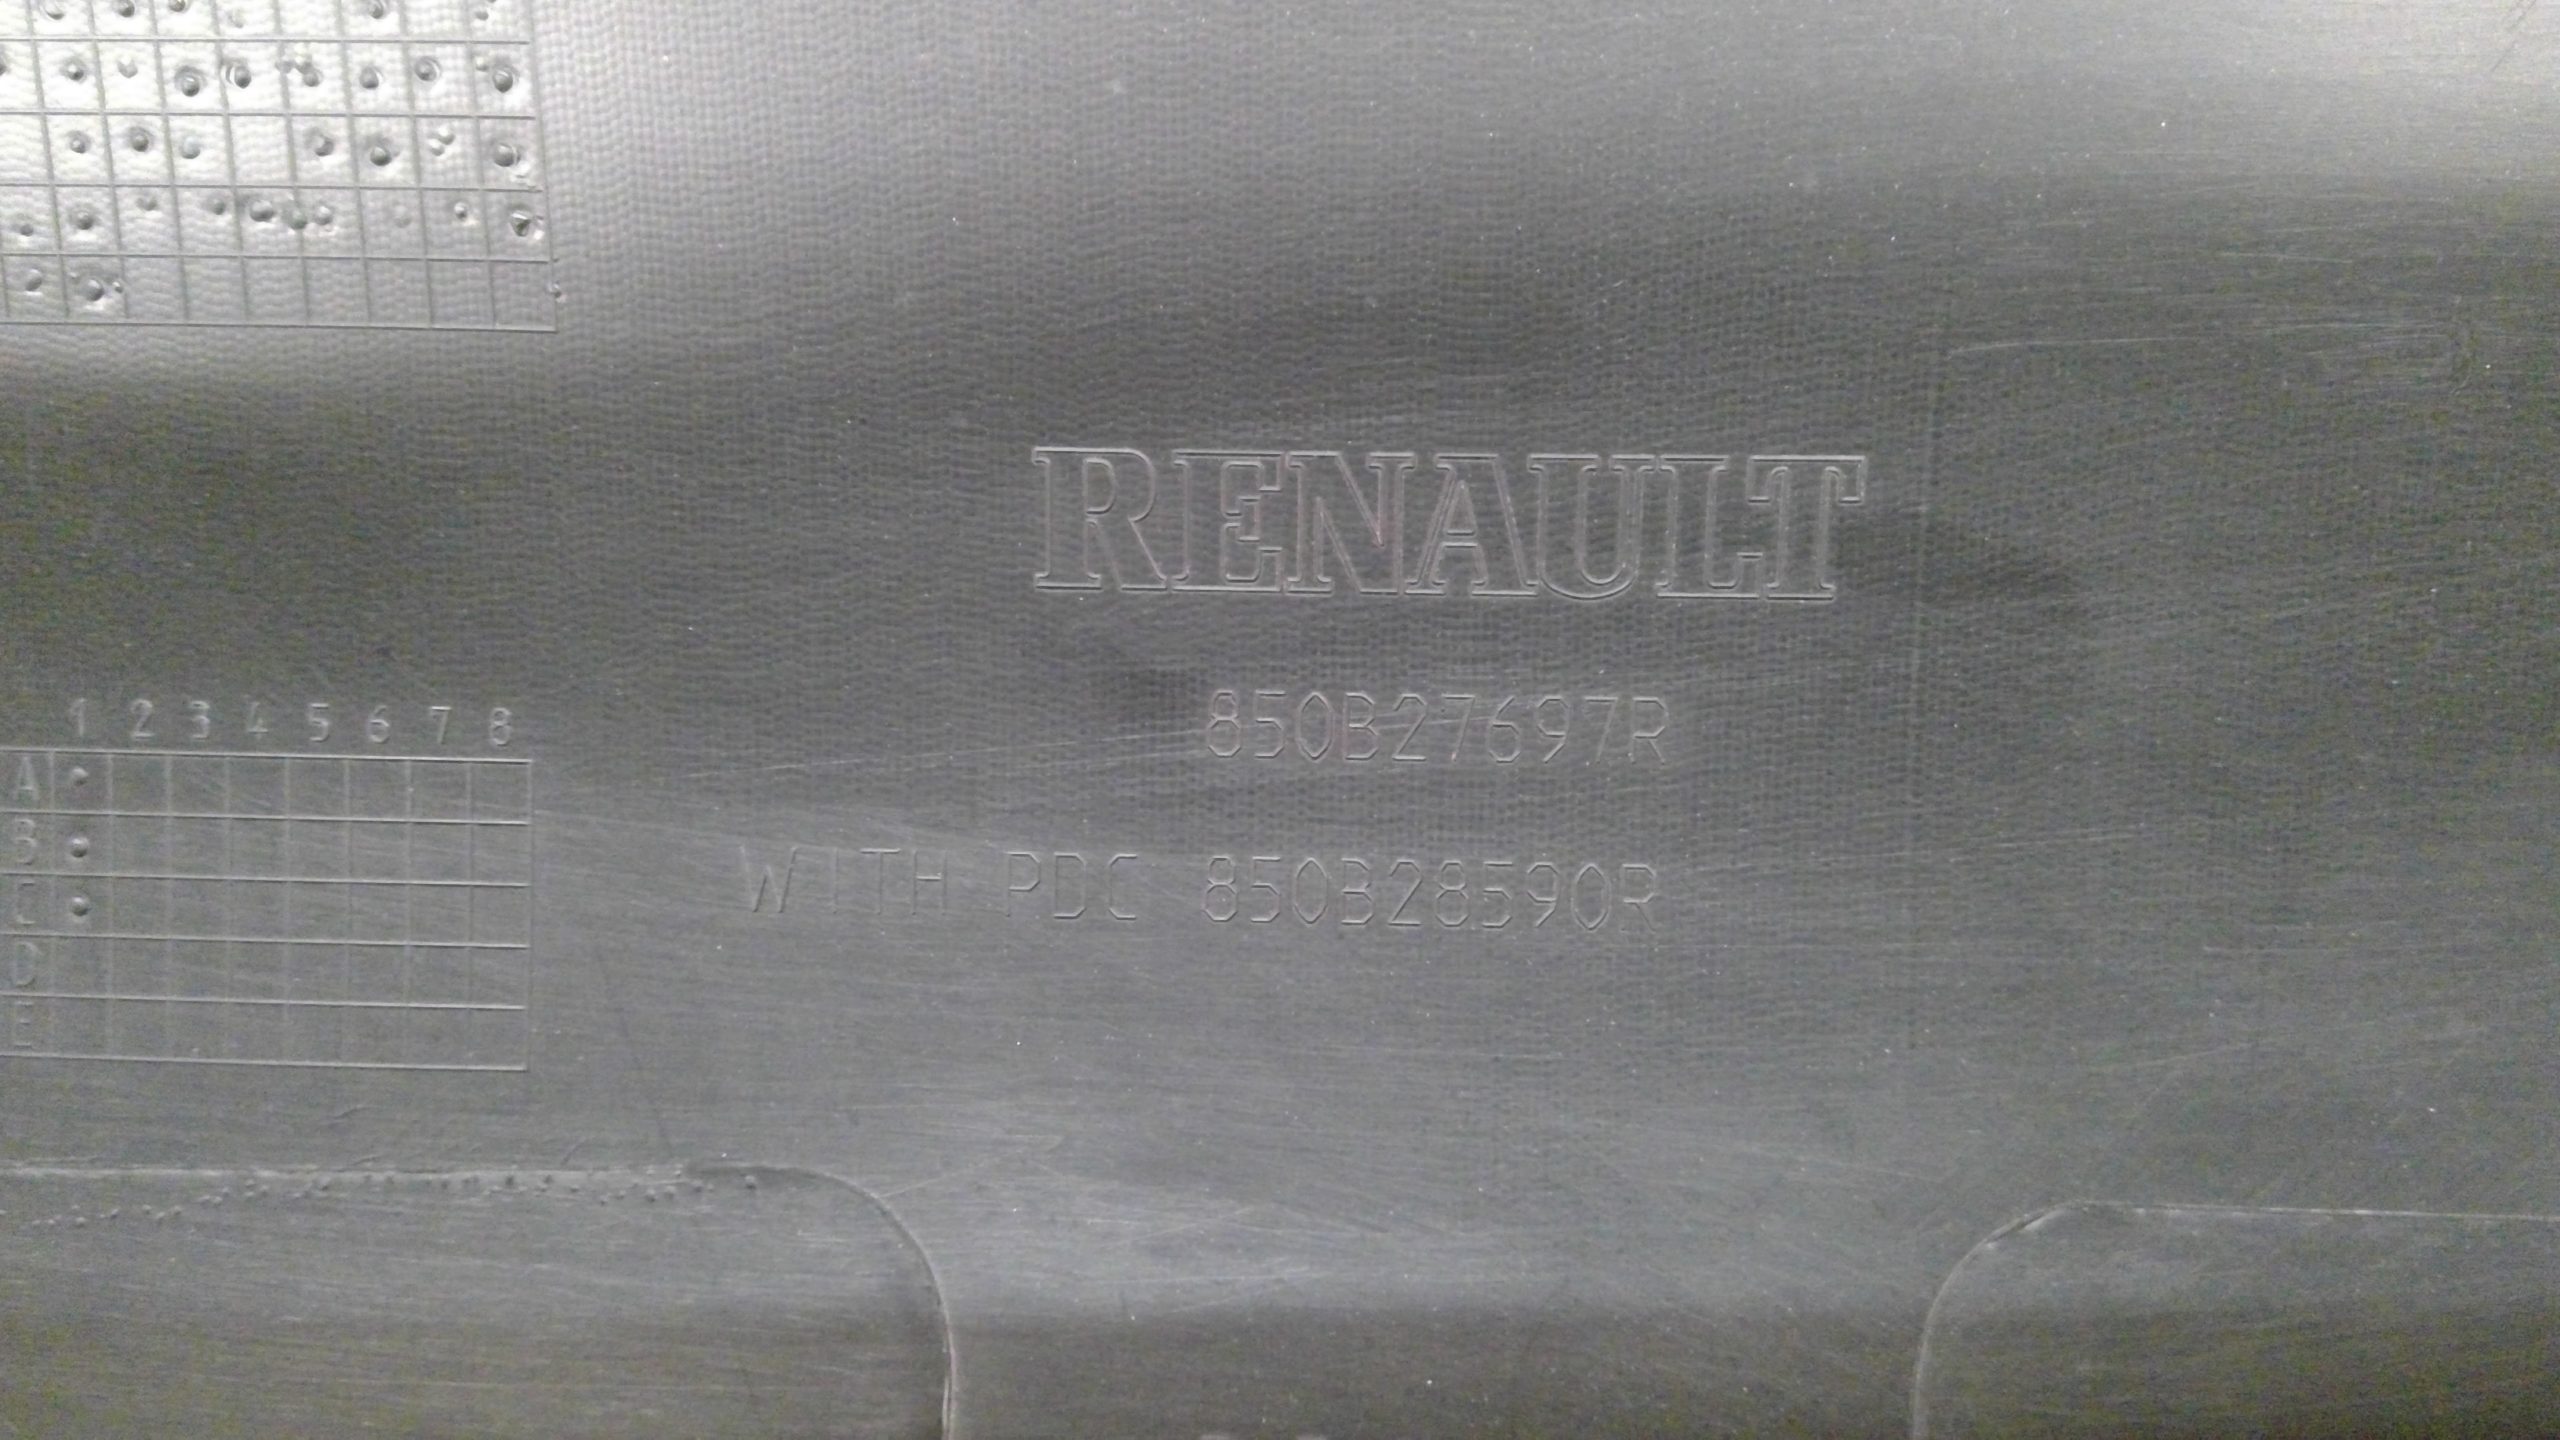 RENAULT
850B27697R
WITH PDC 850B28590R
1 2 3 4 5 6 7 8
A
B
C
D
E